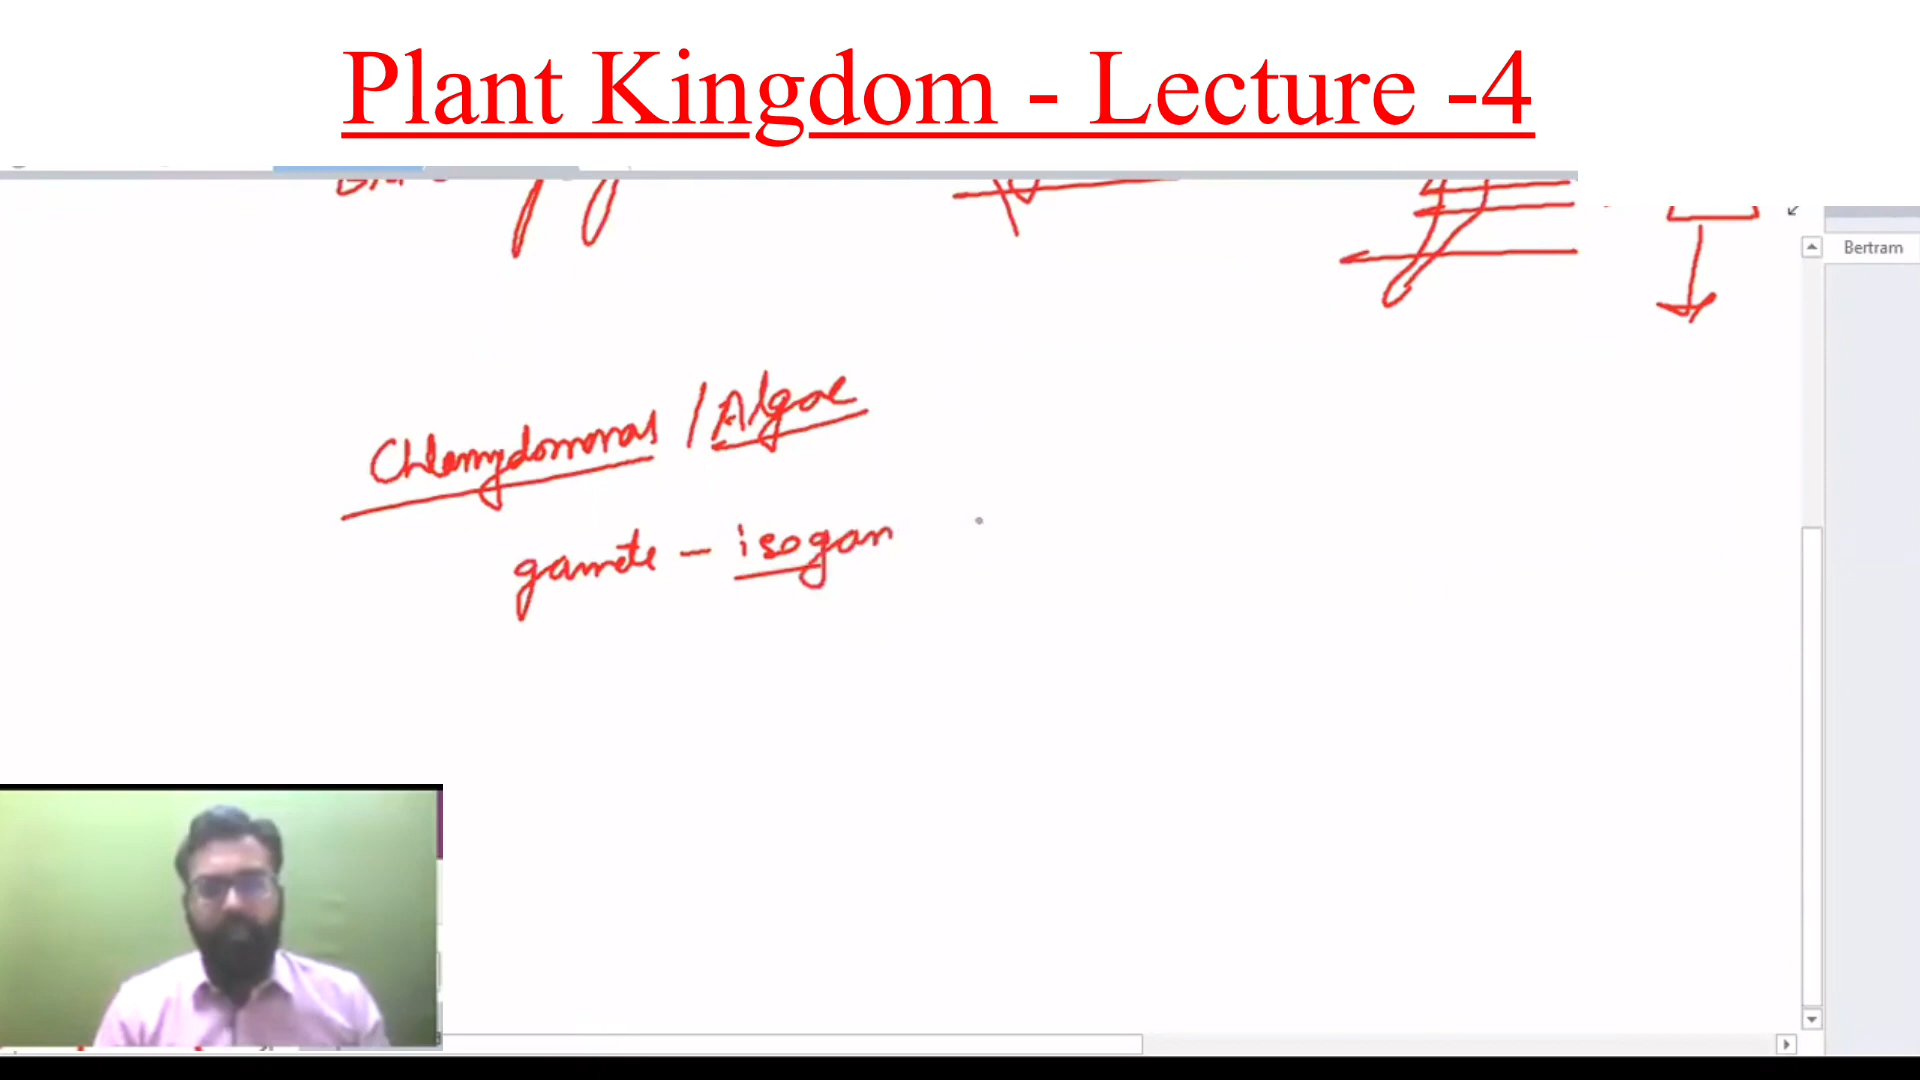 Plant Kingdom - Lecture -4
Bertram
Chlamydomonas / Algae
gamete - isogam